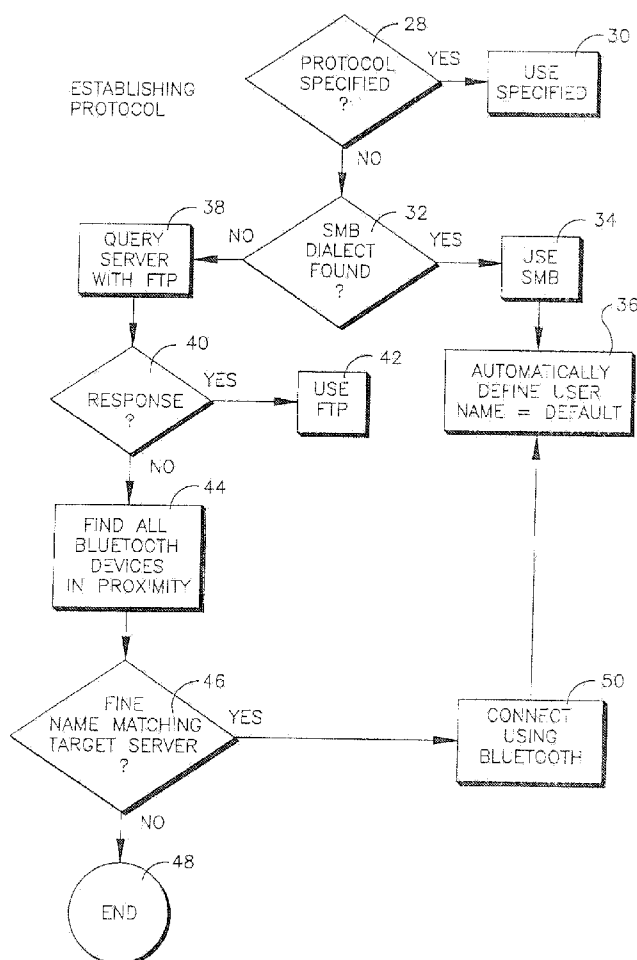 28
PROTOCOL
SPECIFIED
?
YES
30
USE
SPECIFIED
ESTABLISHING
PROTOCOL
NO
32
SMB
DIALECT
FOUND
?
NO
YES
38
QUERY
SERVER
WITH FTP
34
USE
SMB
36
AUTOMATICALLY
DEFINE USER
NAME = DEFAULT
40
RESPONSE
?
YES
42
USE
FTP
NO
44
FIND ALL
BLUETOOTH
DEVICES
IN PROXIMITY
46
FINE
NAME MATCHING
TARGET SERVER
?
YES
50
CONNECT
USING
BLUETOOTH
NO
48
END